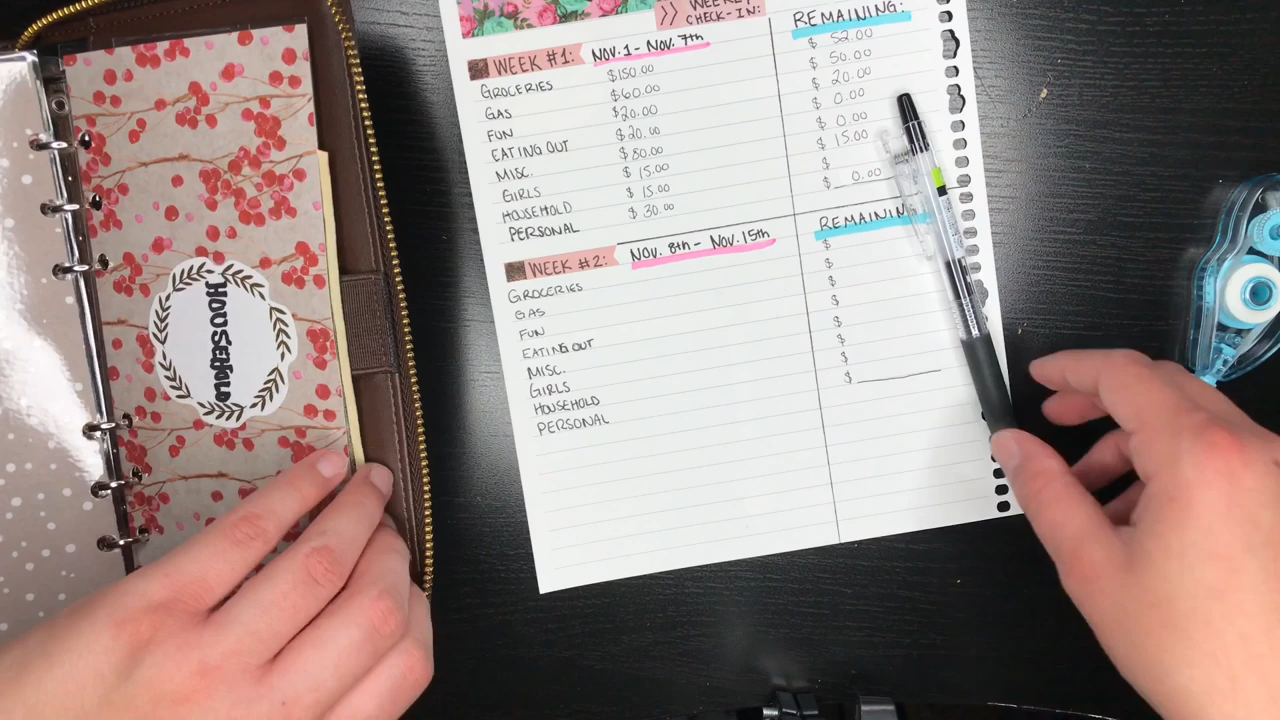 HOUSEHOLD
>> WEEKLY
CHECK-IN:
WEEK #1: NOV. 1 - NOV. 7th REMAINING:
GROCERIES $150.00 $ 52.00
GAS $60.00 $ 50.00
FUN $20.00 $ 20.00
EATING OUT $20.00 $ 0.00
MISC. $80.00 $ 0.00
GIRLS $15.00 $ 15.00
HOUSEHOLD $15.00 $
PERSONAL $30.00 $ 0.00
WEEK #2: NOV. 8th - NOV. 15th REMAIN
GROCERIES $
GAS $
FUN $
EATING OUT $
MISC. $
GIRLS $
HOUSEHOLD $
PERSONAL $